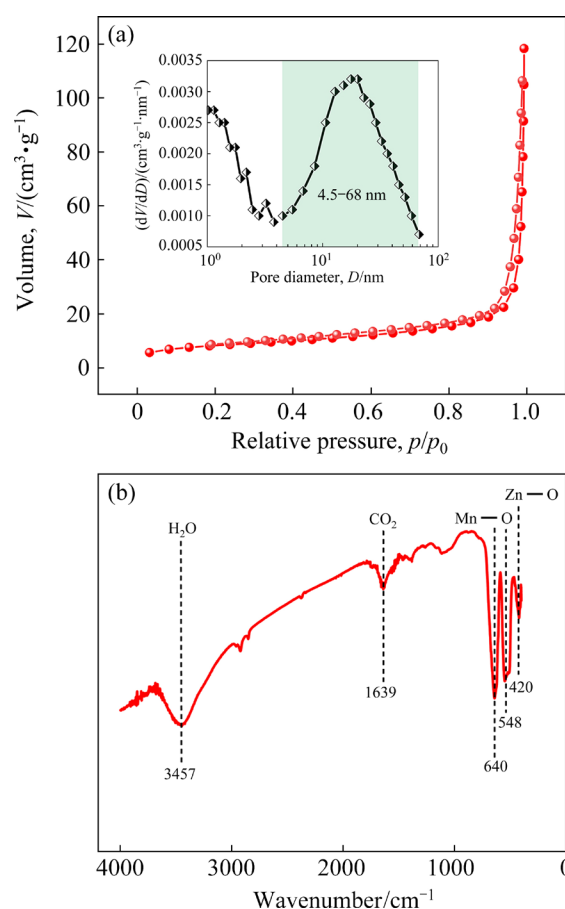 (a)
Volume, V/(cm³•g⁻¹)
120
100
80
60
40
20
0
0
0.2
0.4
0.6
0.8
1.0
Relative pressure, p/p₀
(dV/dD)/(cm³·g⁻¹·nm⁻¹)
0.0035
0.0030
0.0025
0.0020
0.0015
0.0010
0.0005
4.5−68 nm
10⁰
10¹
10²
Pore diameter, D/nm
(b)
Zn — O
H₂O
CO₂
Mn — O
3457
1639
640
548
420
4000
3000
2000
1000
0
Wavenumber/cm⁻¹